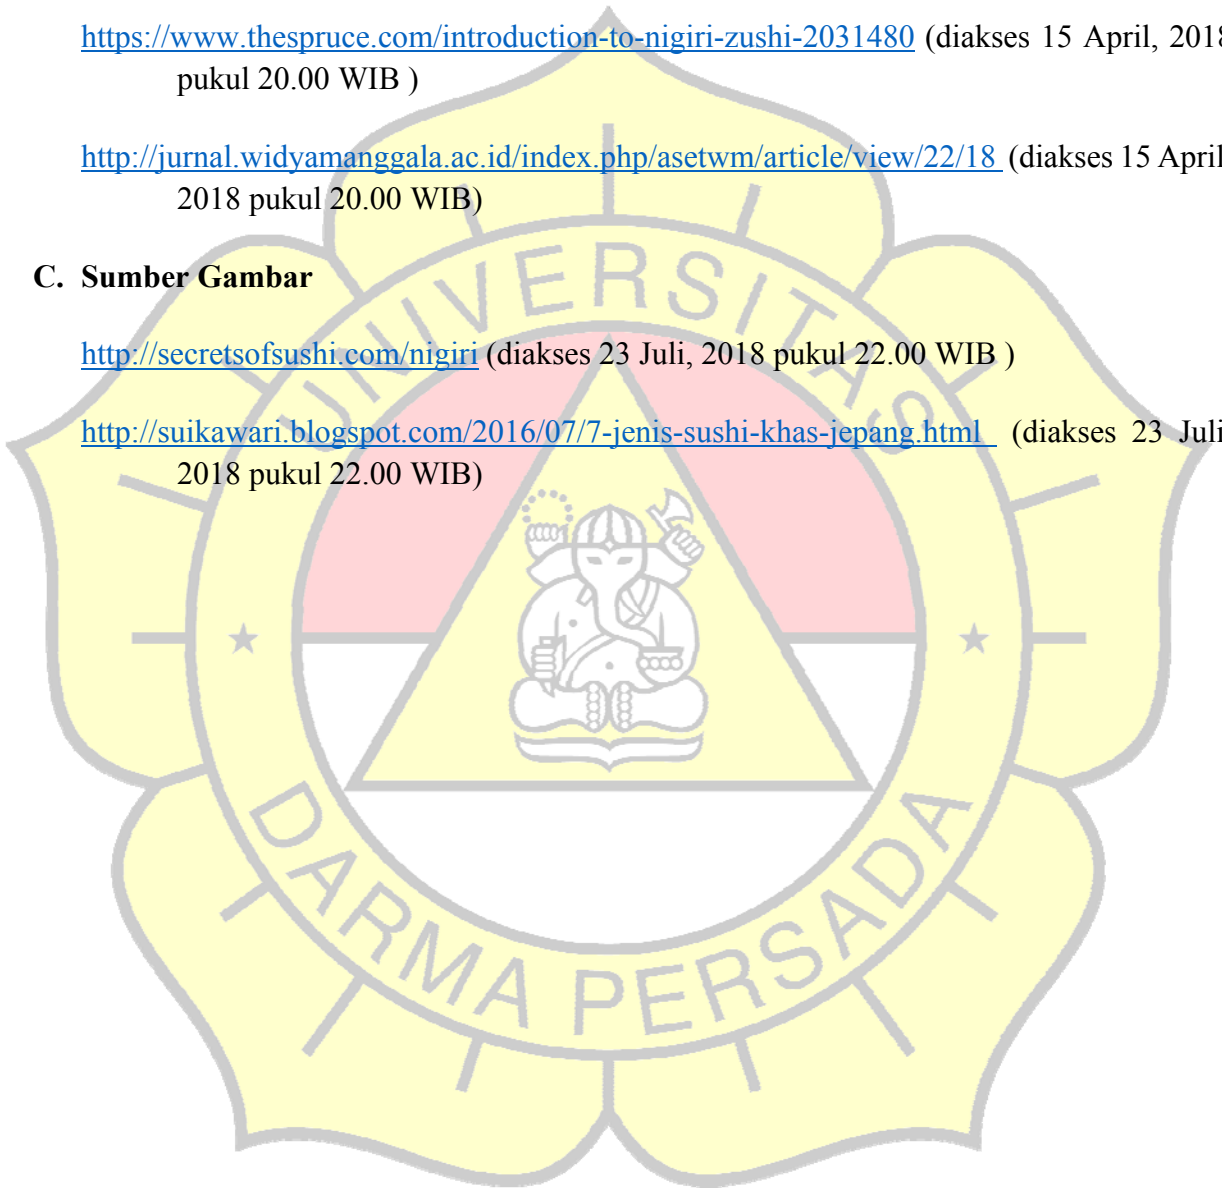 https://www.thespruce.com/introduction-to-nigiri-zushi-2031480 (diakses 15 April, 2018
pukul 20.00 WIB )
http://jurnal.widyamanggala.ac.id/index.php/asetwm/article/view/22/18 (diakses 15 April
2018 pukul 20.00 WIB)
C. Sumber Gambar
http://secretsofsushi.com/nigiri (diakses 23 Juli, 2018 pukul 22.00 WIB )
http://suikawari.blogspot.com/2016/07/7-jenis-sushi-khas-jepang.html (diakses 23 Juli
2018 pukul 22.00 WIB)
UNIVERSITAS
DARMA PERSADA